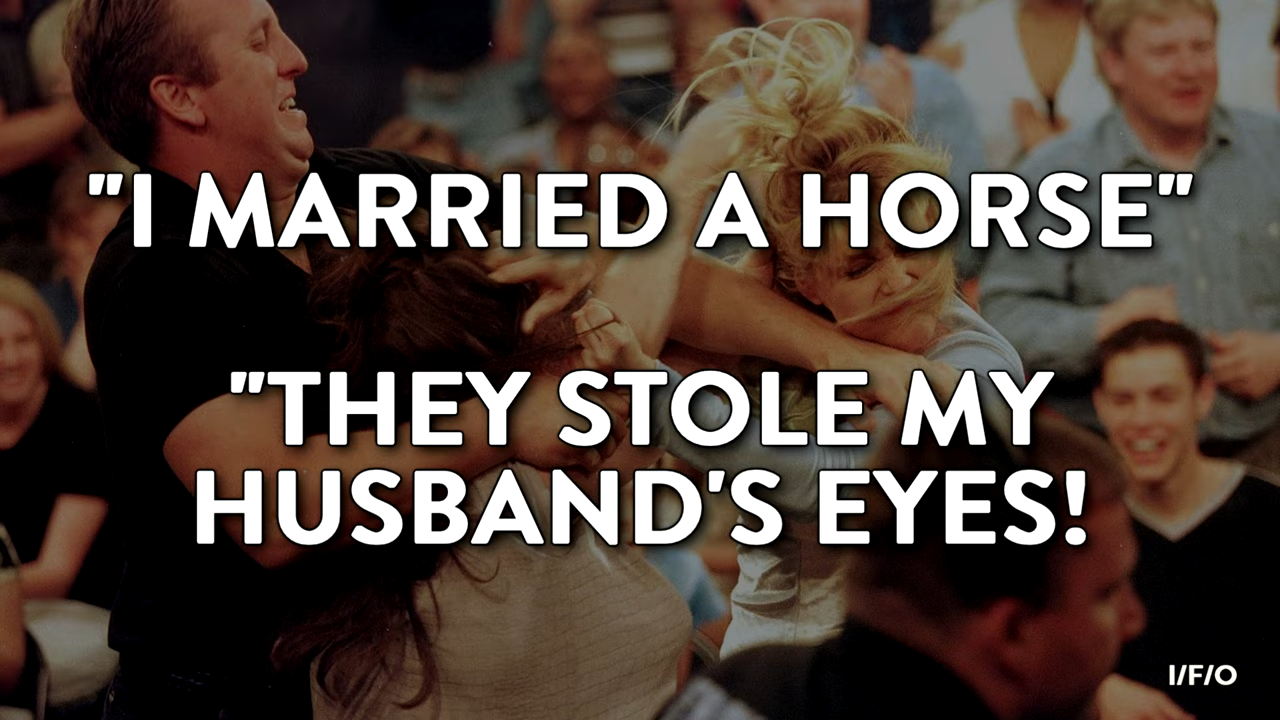 "I MARRIED A HORSE"
"THEY STOLE MY
HUSBAND'S EYES!
I/F/O